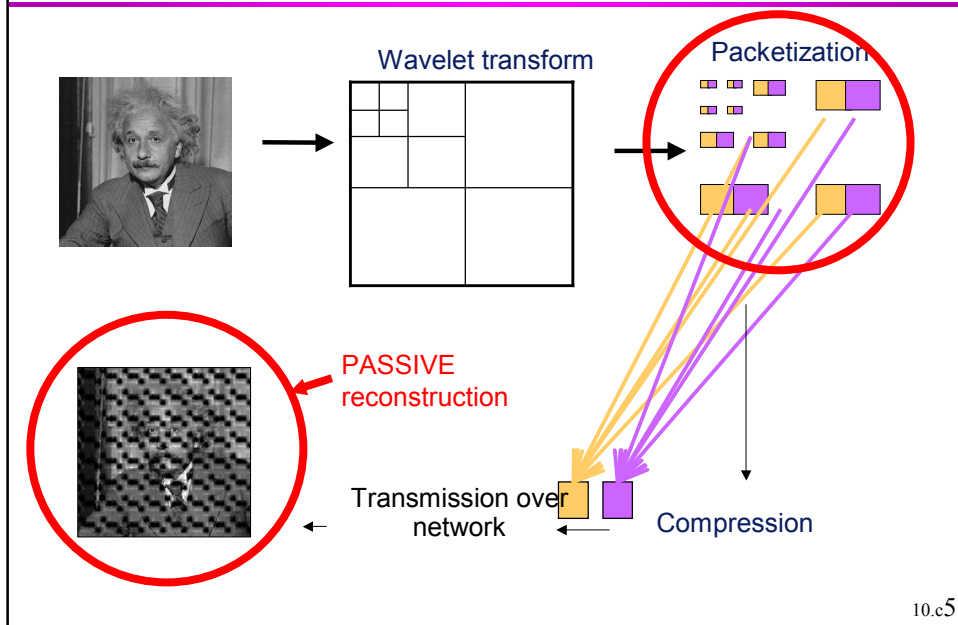 Wavelet transform
Packetization
PASSIVE
reconstruction
Transmission over
network
Compression
10.c5